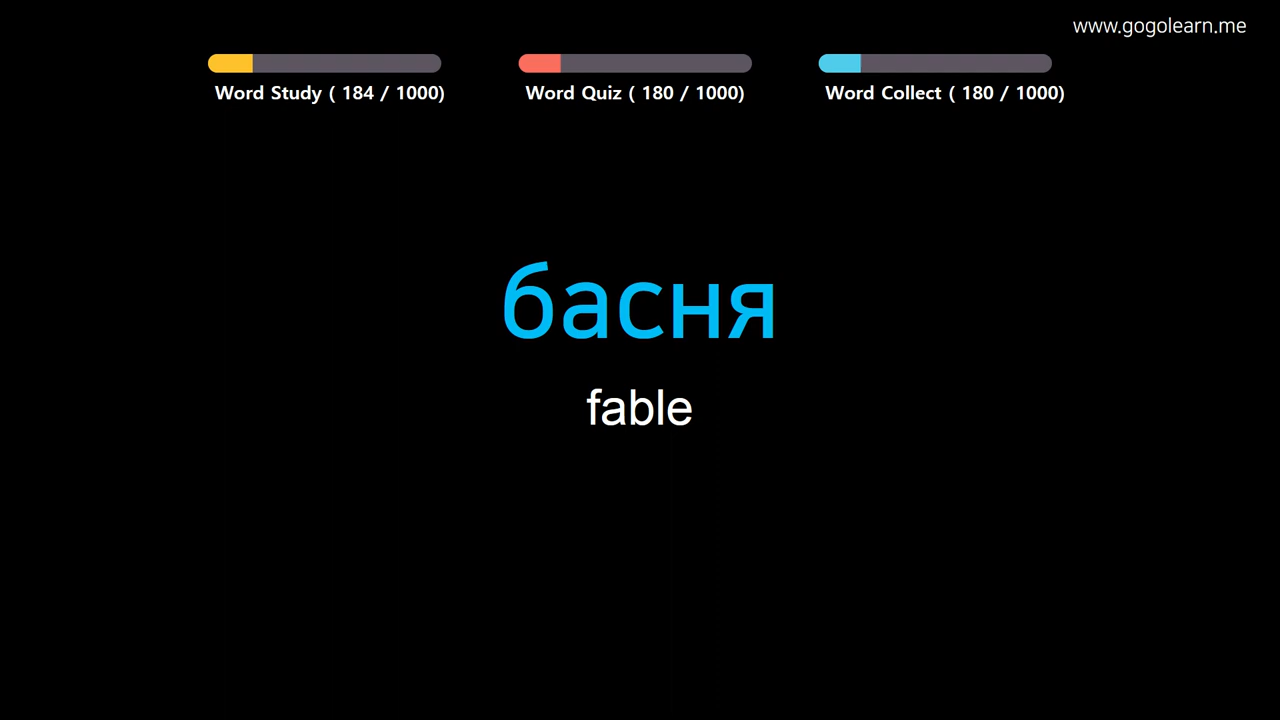 www.gogolearn.me
Word Study ( 184 / 1000)
Word Quiz ( 180 / 1000)
Word Collect ( 180 / 1000)
басня
fable